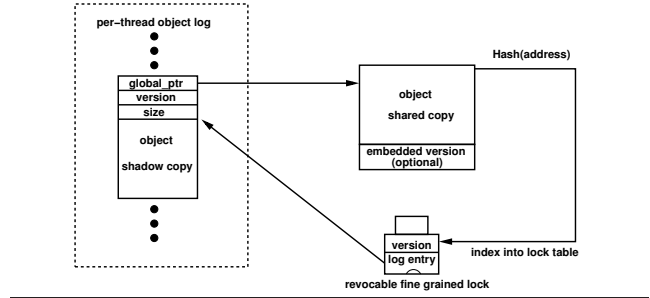 per-thread object log
global_ptr
version
size
object
shadow copy
object
shared copy
embedded version
(optional)
Hash(address)
index into lock table
version
log entry
revocable fine grained lock